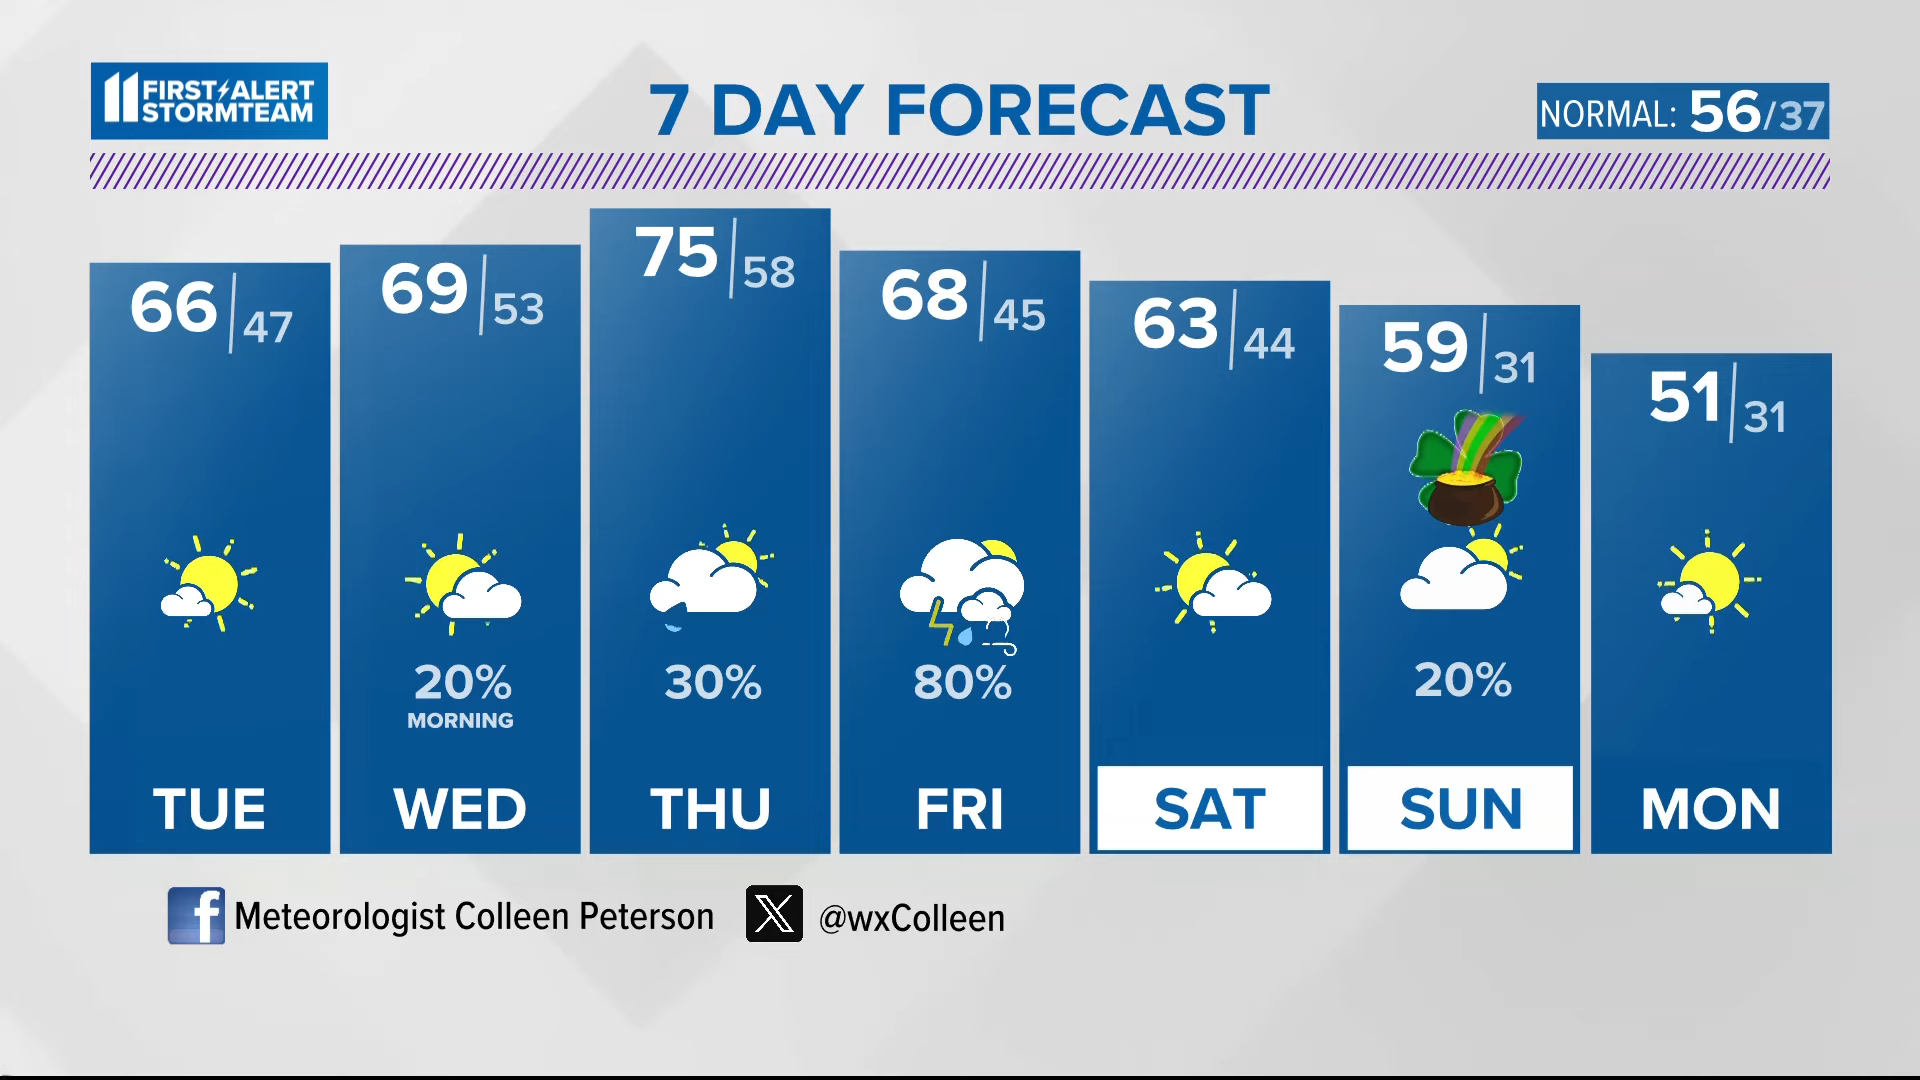 11 FIRST ALERT
STORMTEAM
7 DAY FORECAST
NORMAL: 56/37
66/47
TUE
69/53
20%
MORNING
WED
75/58
30%
THU
68/45
80%
FRI
63/44
SAT
59/31
20%
SUN
51/31
MON
f Meteorologist Colleen Peterson
X @wxColleen